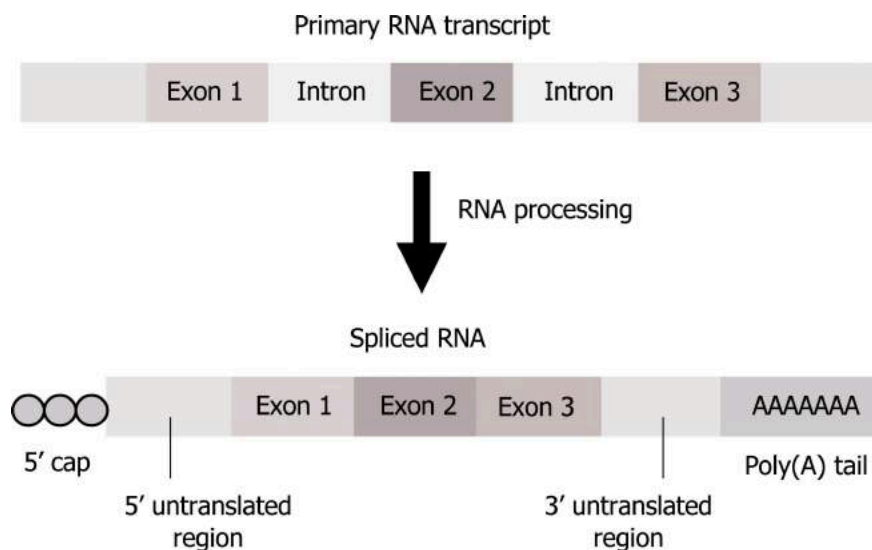 Primary RNA transcript
Exon 1 Intron Exon 2 Intron Exon 3
RNA processing
Spliced RNA
Exon 1 Exon 2 Exon 3 AAAAAAA
5′ cap
Poly(A) tail
5′ untranslated
region
3′ untranslated
region